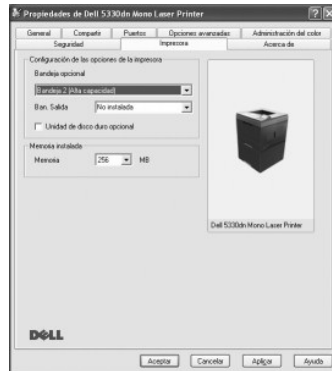 Propiedades de Dell 5330dn Mono Laser Printer
General Compartir Puertos Opciones avanzadas Administración del color
Seguridad Impresora Acerca de
Configuración de las opciones de la impresora
Bandeja opcional
Bandeja 2 (Alta capacidad)
Ban. Salida No instalada
Unidad de disco duro opcional
Memoria instalada
Memoria 256 MB
Dell 5330dn Mono Laser Printer
DELL
Aceptar Cancelar Aplicar Ayuda